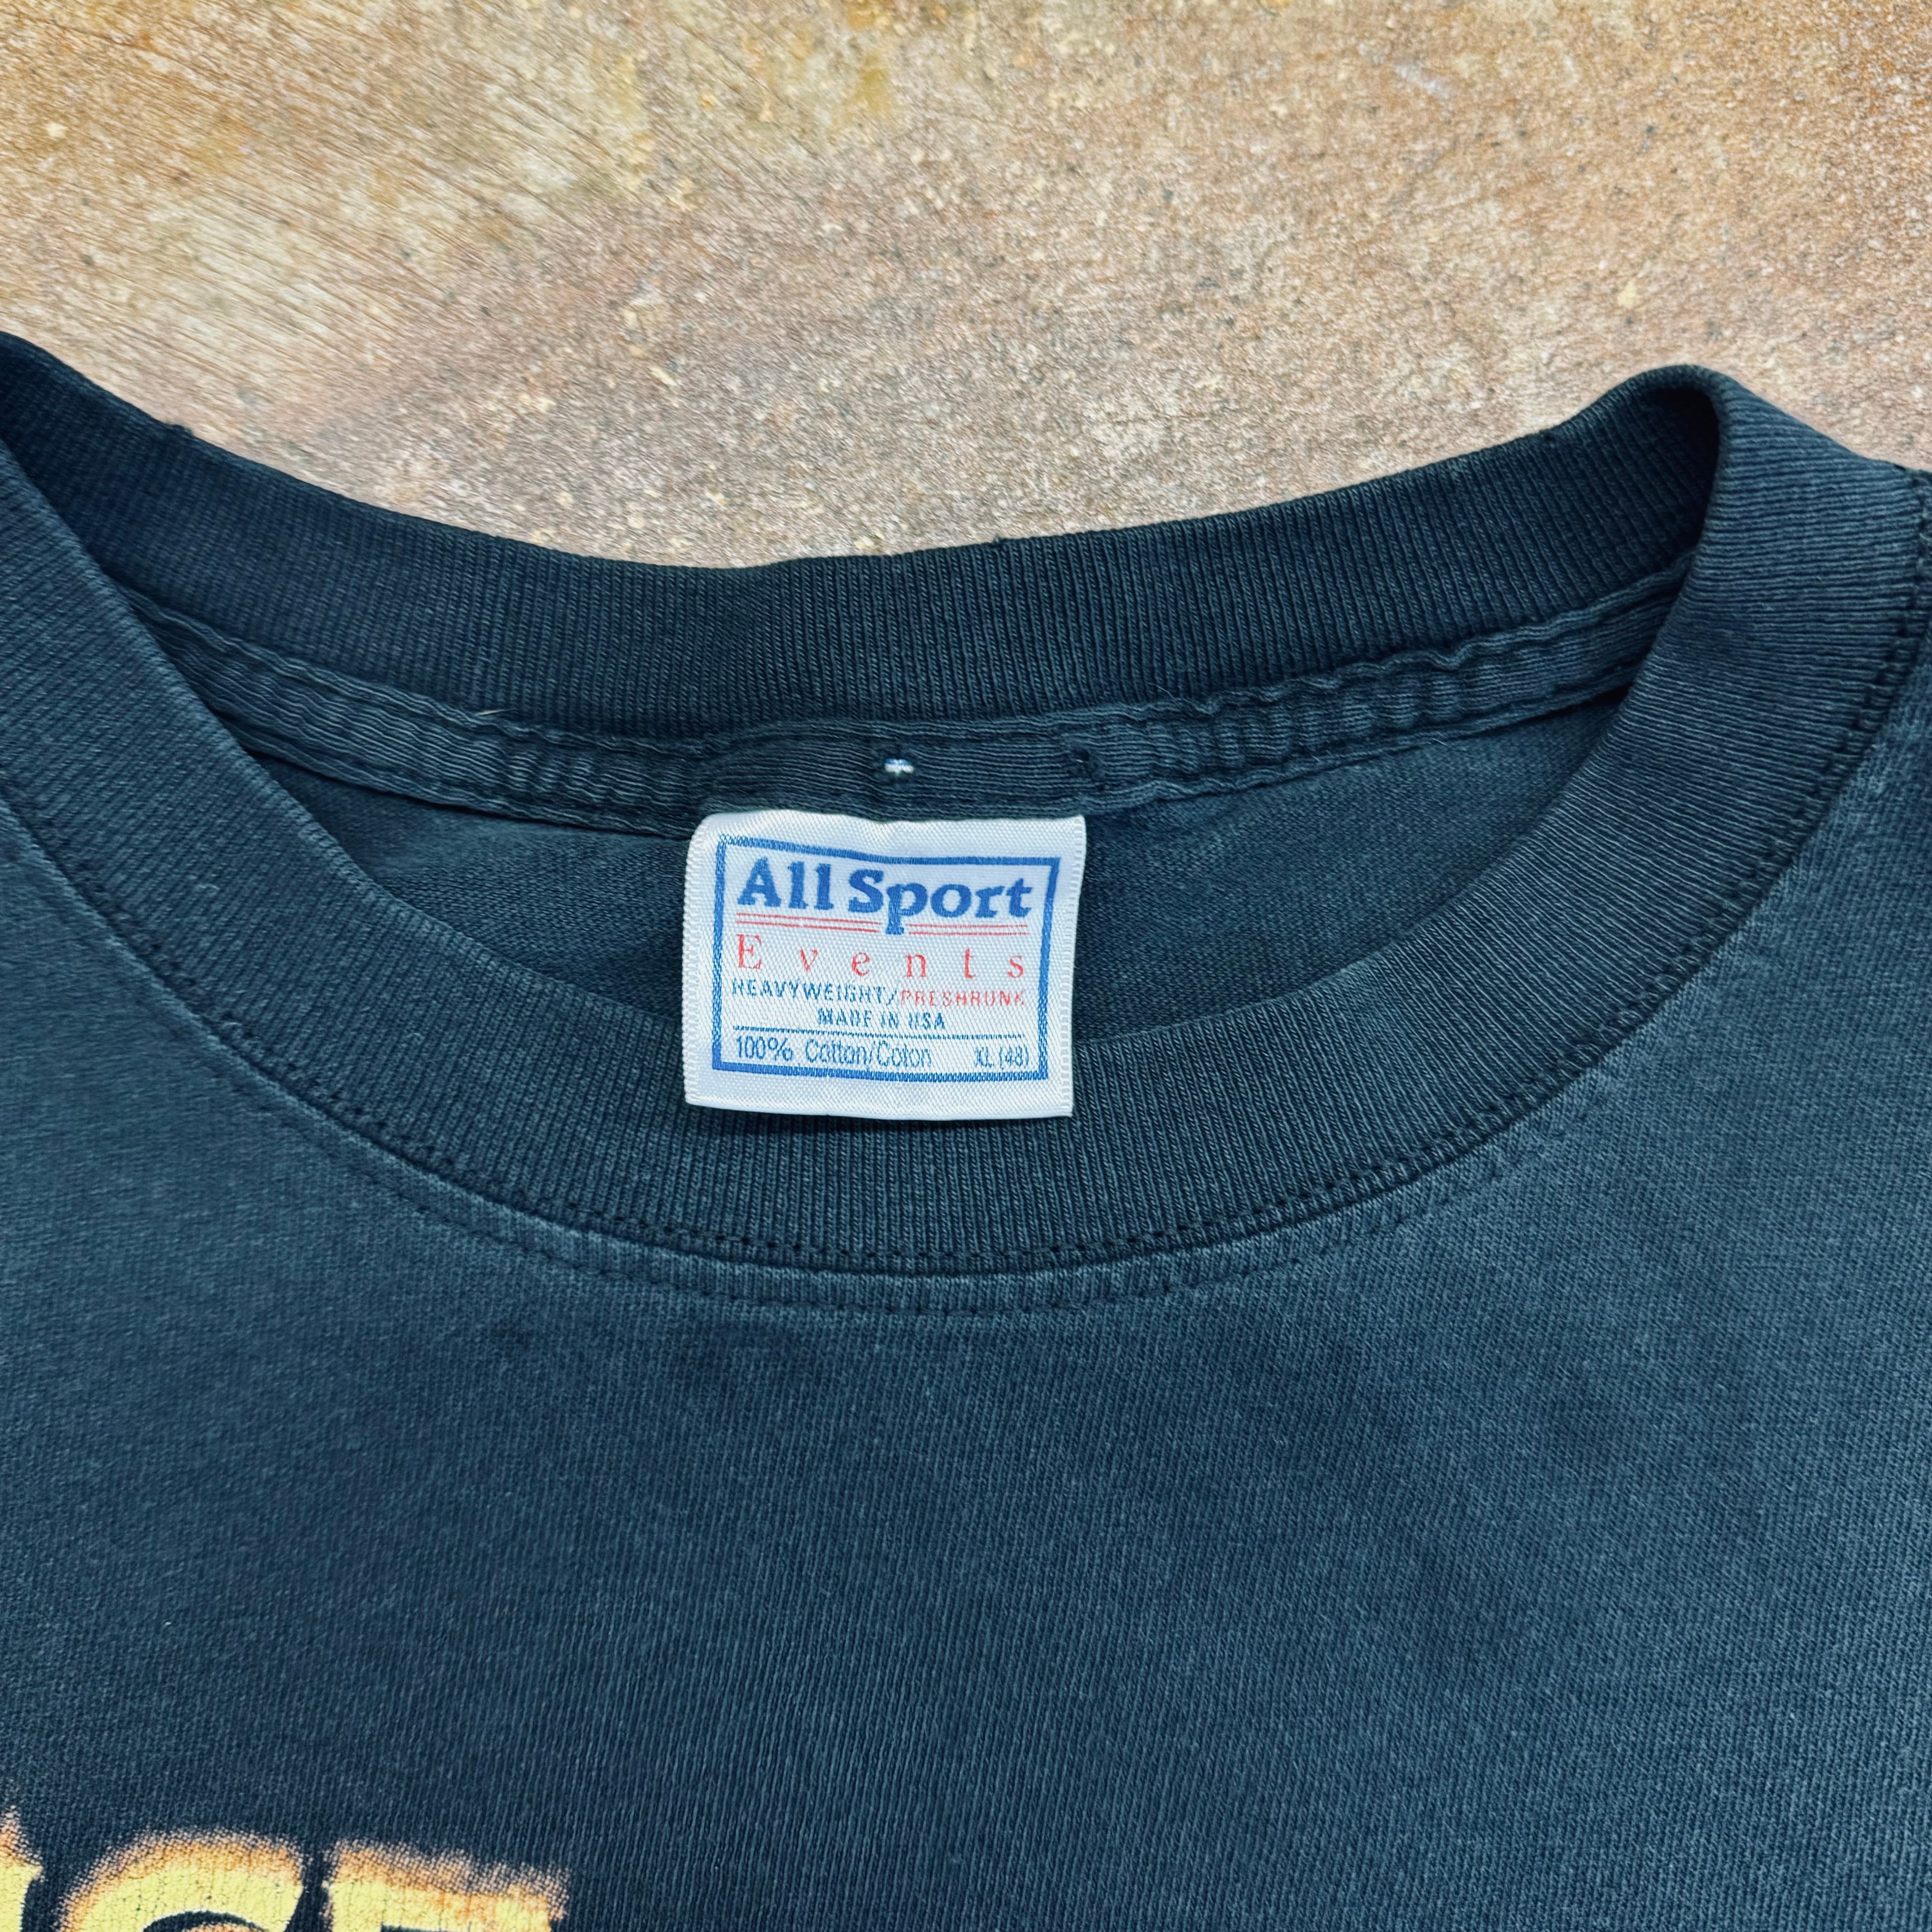 All Sport
Events
HEAVYWEIGHT/PRESHRUNK
MADE IN USA
100% Cotton/Coton XL (48)